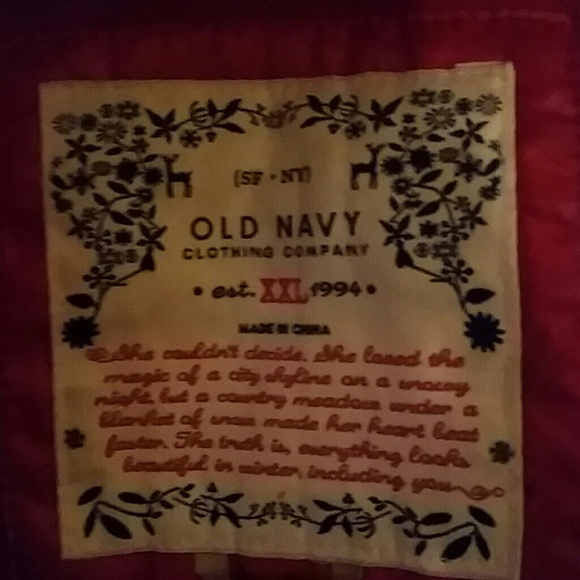 (SF • NY)
OLD NAVY
CLOTHING COMPANY
• est. XXL 1994 •
MADE IN CHINA
She couldn't decide. She loved the
magic of a city skyline on a snowy
night, but a country meadow under a
blanket of snow made her heart beat
faster. The truth is, everything looks
beautiful in winter, including you